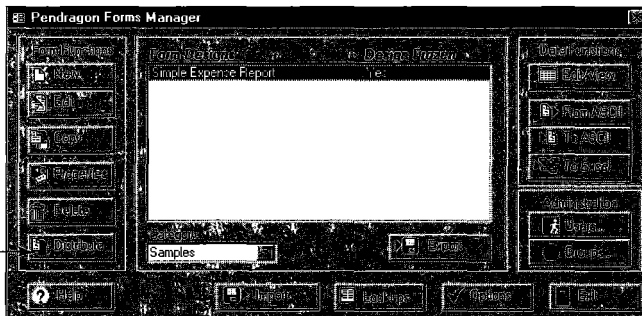 Pendragon Forms Manager
Form Functions
New
Edit
Copy
Properties
Delete
Distribute
Form Designs
Design Frozen
Simple Expence Report
Yes
Category
Samples
Export
Data Functions
Edit/View
From ASCII
To ASCII
To Excel
Administration
Users...
Groups
Help
Import
Lookups
Options
Exit